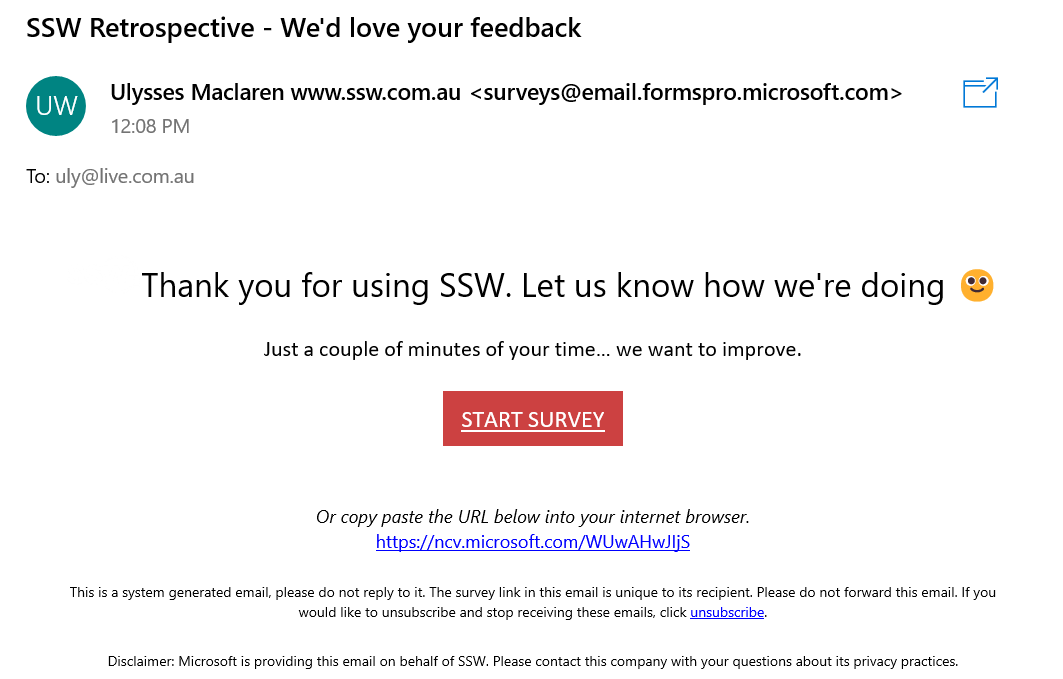 SSW Retrospective - We'd love your feedback
UW
Ulysses Maclaren www.ssw.com.au <surveys@email.formspro.microsoft.com>
12:08 PM
To: uly@live.com.au
Thank you for using SSW. Let us know how we're doing
Just a couple of minutes of your time... we want to improve.
START SURVEY
Or copy paste the URL below into your internet browser.
https://ncv.microsoft.com/WUwAHwJIjS
This is a system generated email, please do not reply to it. The survey link in this email is unique to its recipient. Please do not forward this email. If you
would like to unsubscribe and stop receiving these emails, click unsubscribe.
Disclaimer: Microsoft is providing this email on behalf of SSW. Please contact this company with your questions about its privacy practices.